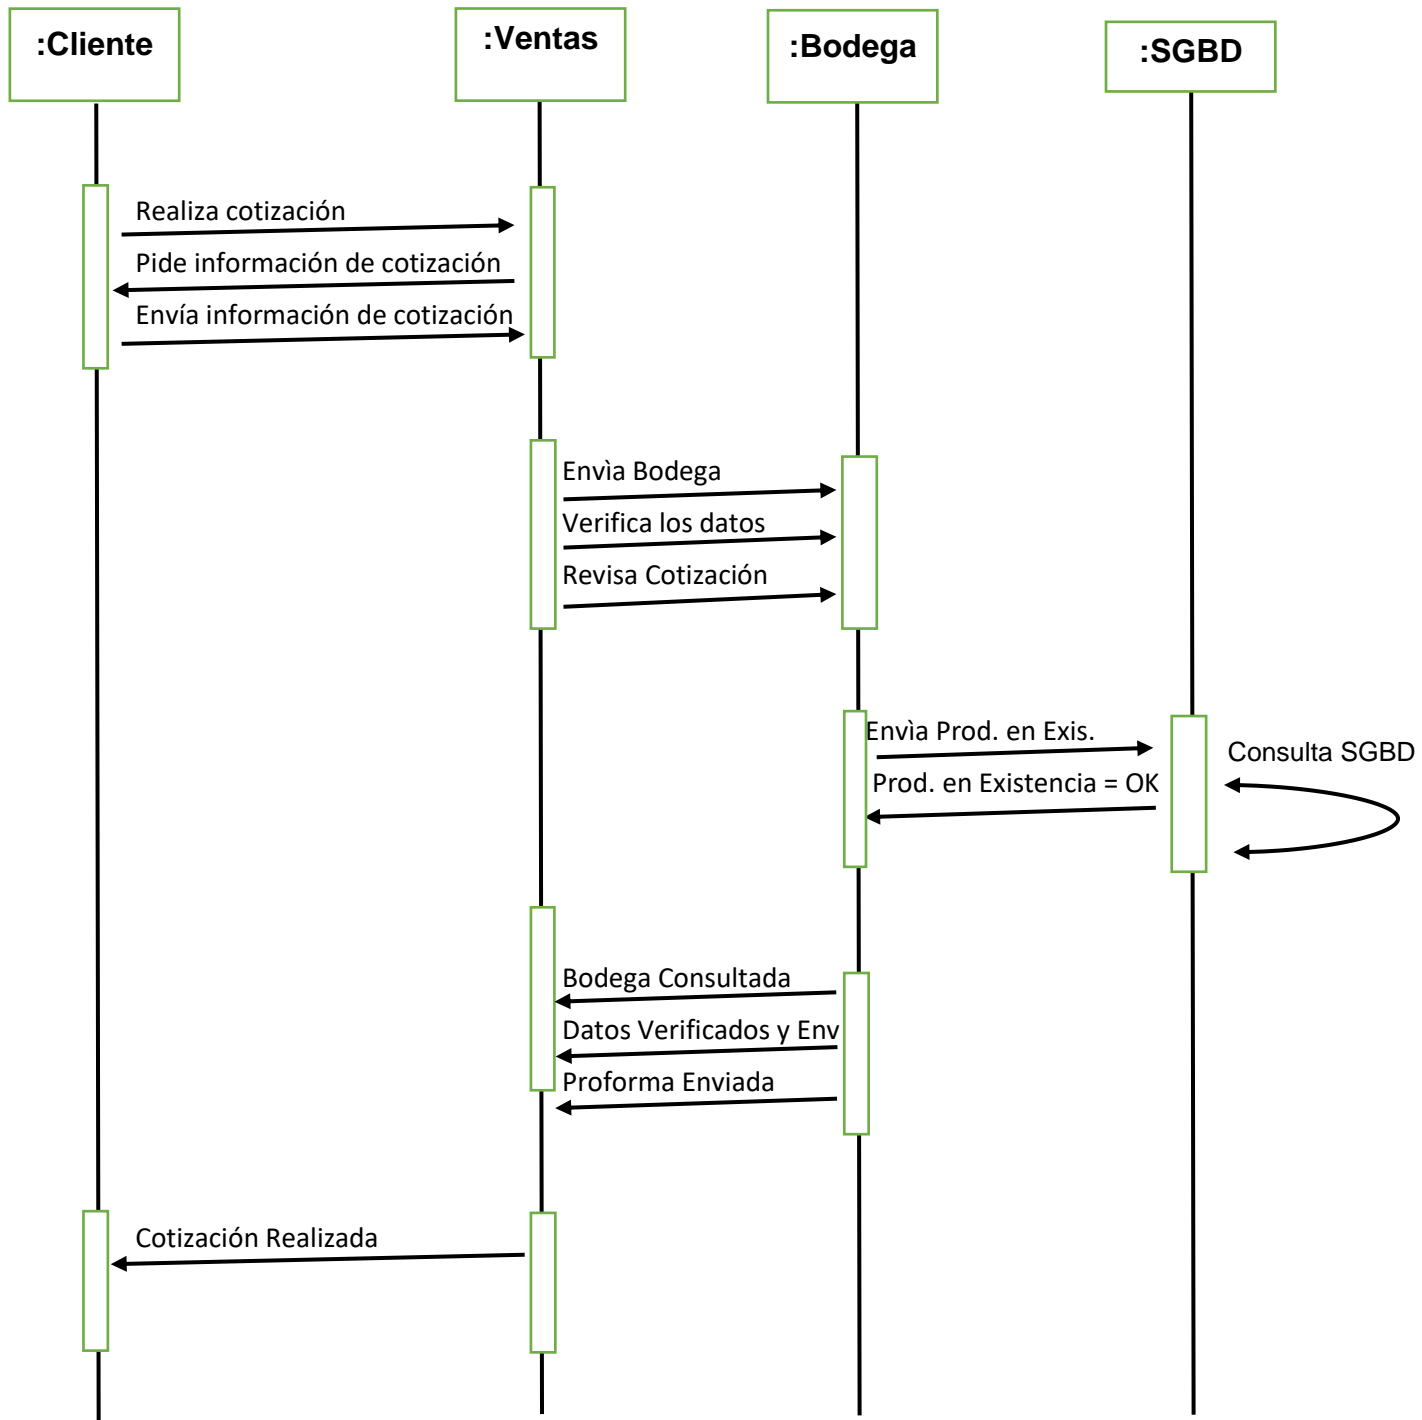 :Cliente
:Ventas
:Bodega
:SGBD
Realiza cotización
Pide información de cotización
Envía información de cotización
Envìa Bodega
Verifica los datos
Revisa Cotización
Envìa Prod. en Exis.
Consulta SGBD
Prod. en Existencia = OK
Bodega Consultada
Datos Verificados y Env
Proforma Enviada
Cotización Realizada